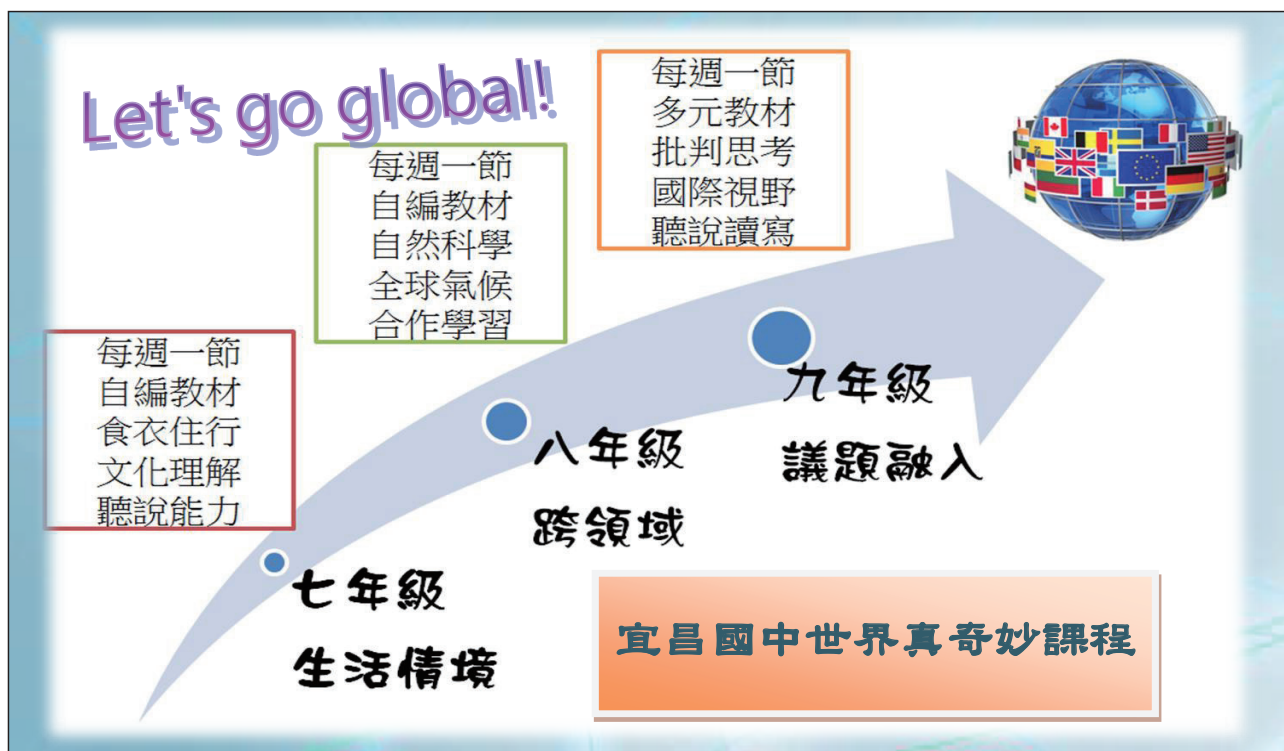 Let's go global!
每週一節
多元教材
批判思考
國際視野
聽說讀寫
每週一節
自編教材
自然科學
全球氣候
合作學習
每週一節
自編教材
食衣住行
文化理解
聽說能力
九年級
議題融入
八年級
跨領域
七年級
生活情境
宜昌國中世界真奇妙課程